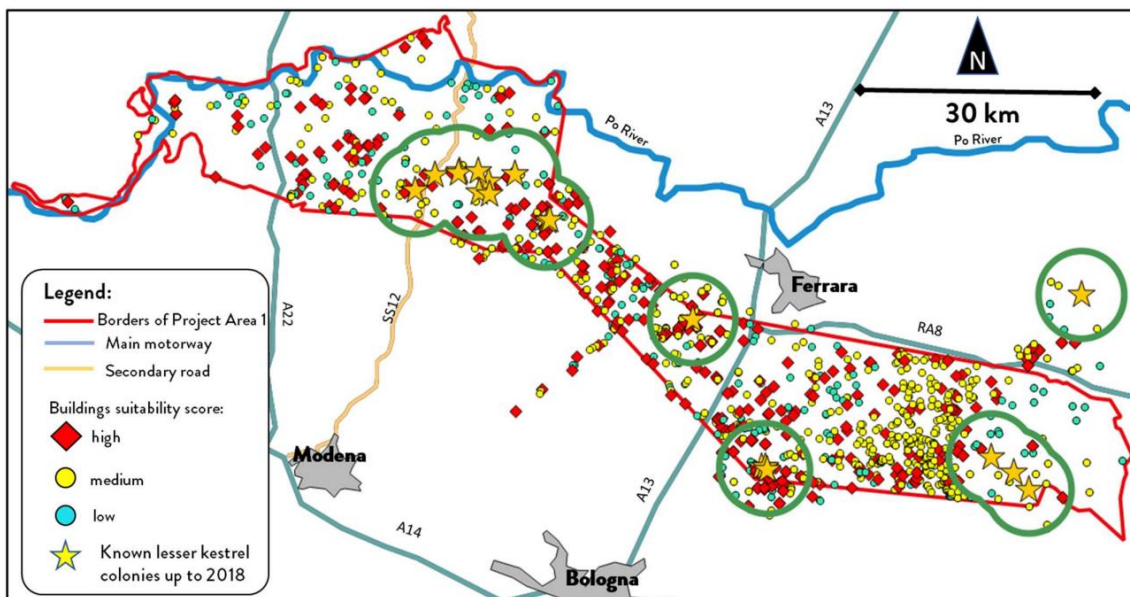 A13
N
30 km
Po River
Po River
Ferrara
RA8
A22
SS12
Legend:
Borders of Project Area 1
Main motorway
Secondary road
Buildings suitability score:
high
medium
low
Known lesser kestrel
colonies up to 2018
Modena
A13
A14
Bologna